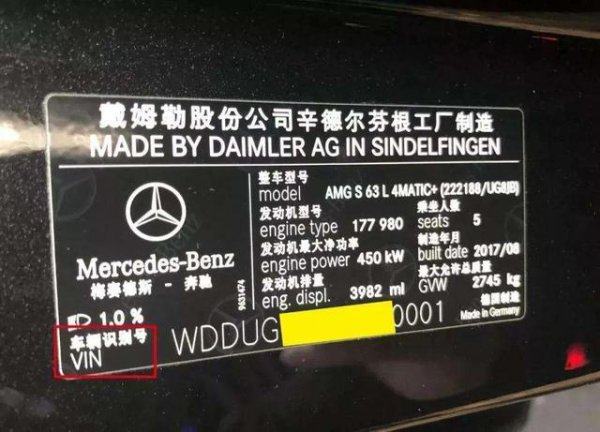 戴姆勒股份公司辛德尔芬根工厂制造
MADE BY DAIMLER AG IN SINDELFINGEN
整车型号
model AMG S 63 L 4MATIC+ (222188/UG8JB)
发动机型号 乘坐人数
engine type 177 980 seats 5
发动机最大净功率 制造年月
engine power 450 kW built date 2017/08
发动机排量 最大允许总质量
eng. displ. 3982 ml GVW 2745 kg
德国制造
Made in Germany
Mercedes-Benz
梅赛德斯－奔驰
1.0 %
车辆识别号
VIN WDDUG 0001